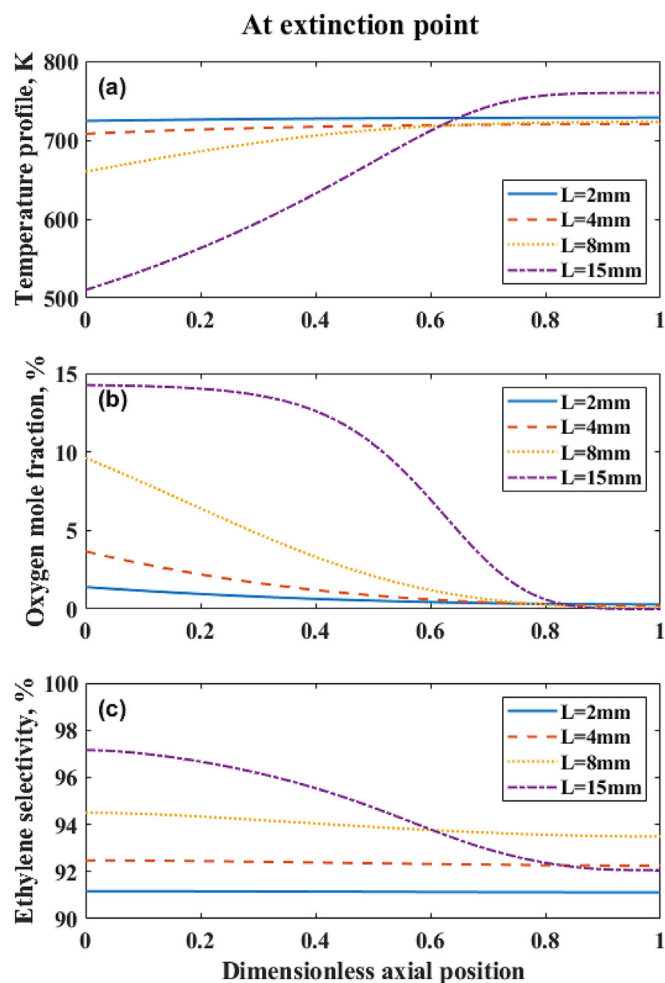 At extinction point
Temperature profile, K
800
700
600
500
(a)
L=2mm
L=4mm
L=8mm
L=15mm
0
0.2
0.4
0.6
0.8
1
Oxygen mole fraction, %
15
10
5
0
(b)
L=2mm
L=4mm
L=8mm
L=15mm
0
0.2
0.4
0.6
0.8
1
Ethylene selectivity, %
100
98
96
94
92
90
(c)
L=2mm
L=4mm
L=8mm
L=15mm
0
0.2
0.4
0.6
0.8
1
Dimensionless axial position